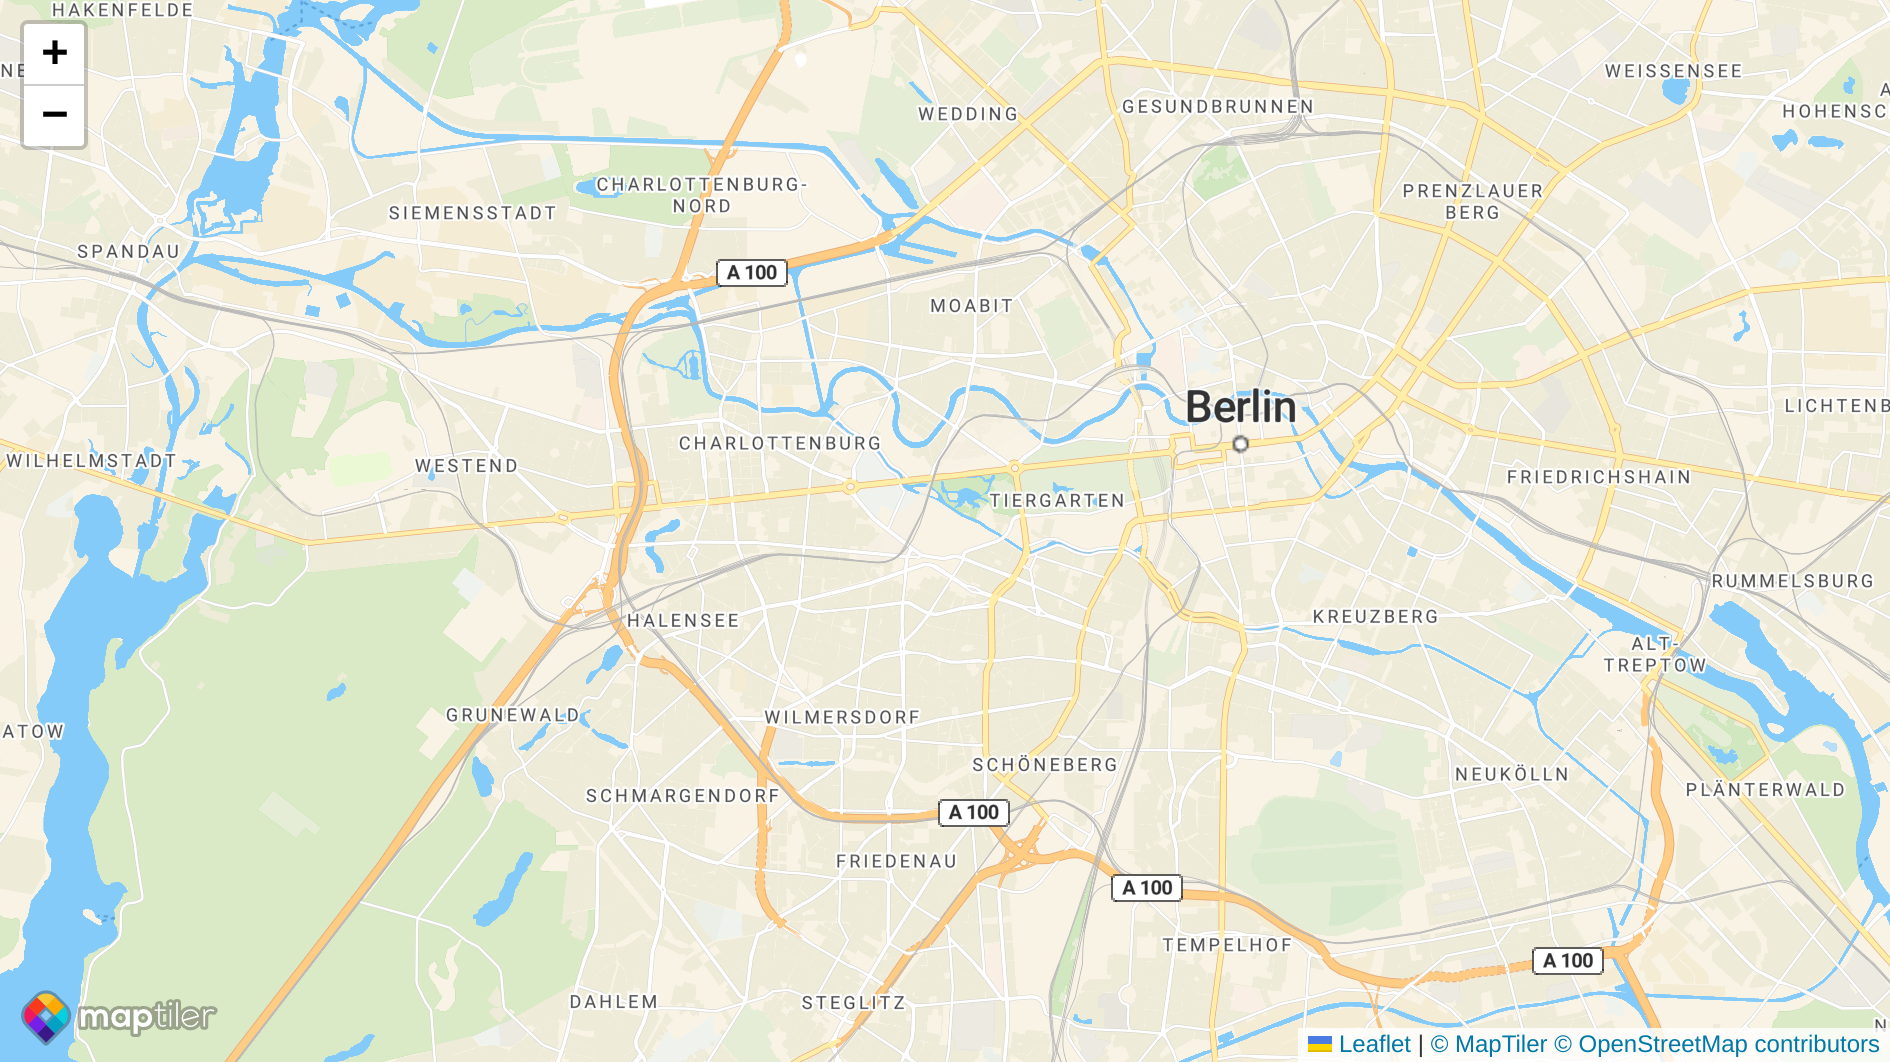 HAKENFELDE
+
−
WEISSENSEE
GESUNDBRUNNEN
WEDDING
HOHENSC
CHARLOTTENBURG-
NORD
PRENZLAUER
BERG
SIEMENSSTADT
SPANDAU
A 100
MOABIT
Berlin
LICHTENB
CHARLOTTENBURG
WILHELMSTADT
WESTEND
FRIEDRICHSHAIN
TIERGARTEN
RUMMELSBURG
HALENSEE
KREUZBERG
ALT-
TREPTOW
GRUNEWALD
WILMERSDORF
ATOW
SCHÖNEBERG
NEUKÖLLN
PLÄNTERWALD
SCHMARGENDORF
A 100
FRIEDENAU
A 100
TEMPELHOF
A 100
DAHLEM
STEGLITZ
maptiler
Leaflet | © MapTiler © OpenStreetMap contributors